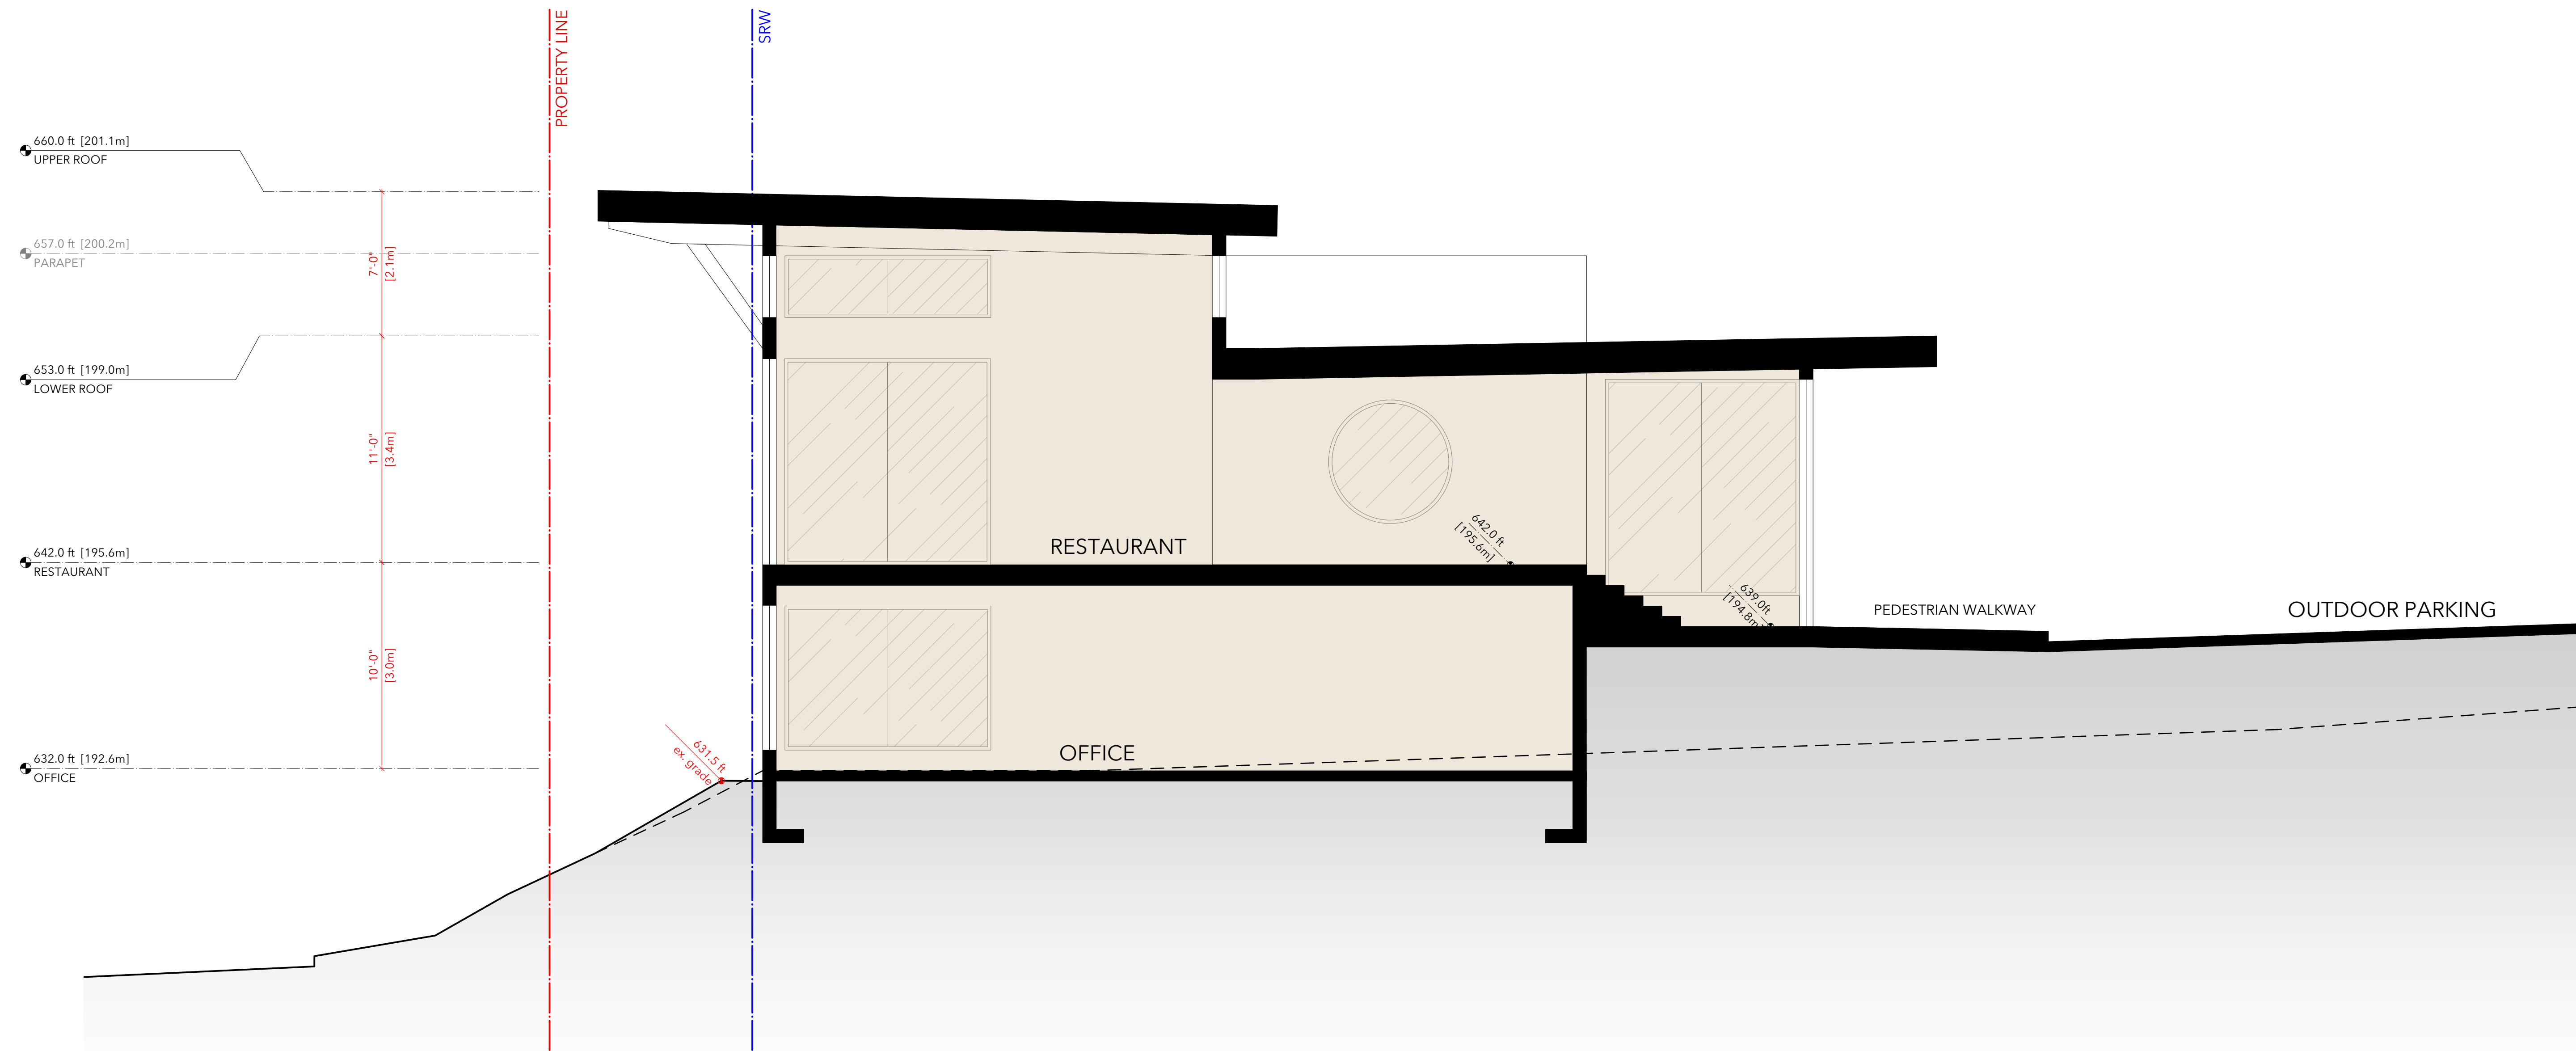 PROPERTY LINE
SRW
660.0 ft [201.1m]
UPPER ROOF
657.0 ft [200.2m]
PARAPET
7'-0"
[2.1m]
653.0 ft [199.0m]
LOWER ROOF
11'-0"
[3.4m]
642.0 ft [195.6m]
RESTAURANT
RESTAURANT
642.0 ft
[195.6m]
639.0ft
[194.8m]
PEDESTRIAN WALKWAY
OUTDOOR PARKING
10'-0"
[3.0m]
632.0 ft [192.6m]
OFFICE
631.5 ft
ex. grade
OFFICE